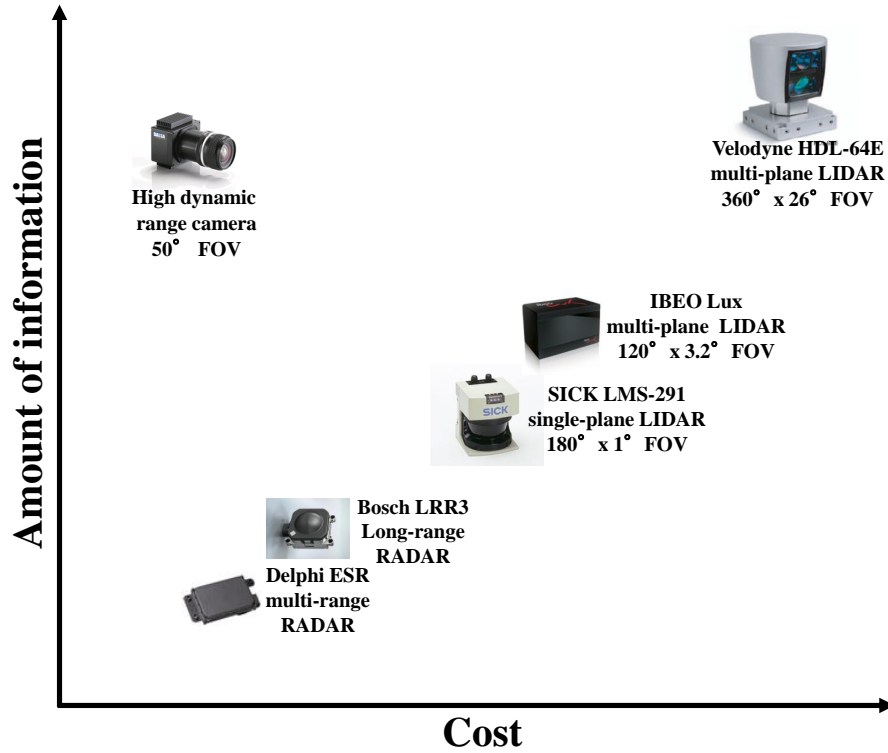 Amount of information
Velodyne HDL-64E
multi-plane LIDAR
360° x 26° FOV
High dynamic
range camera
50° FOV
IBEO Lux
multi-plane LIDAR
120° x 3.2° FOV
SICK
SICK LMS-291
single-plane LIDAR
180° x 1° FOV
Bosch LRR3
Long-range
RADAR
Delphi ESR
multi-range
RADAR
Cost